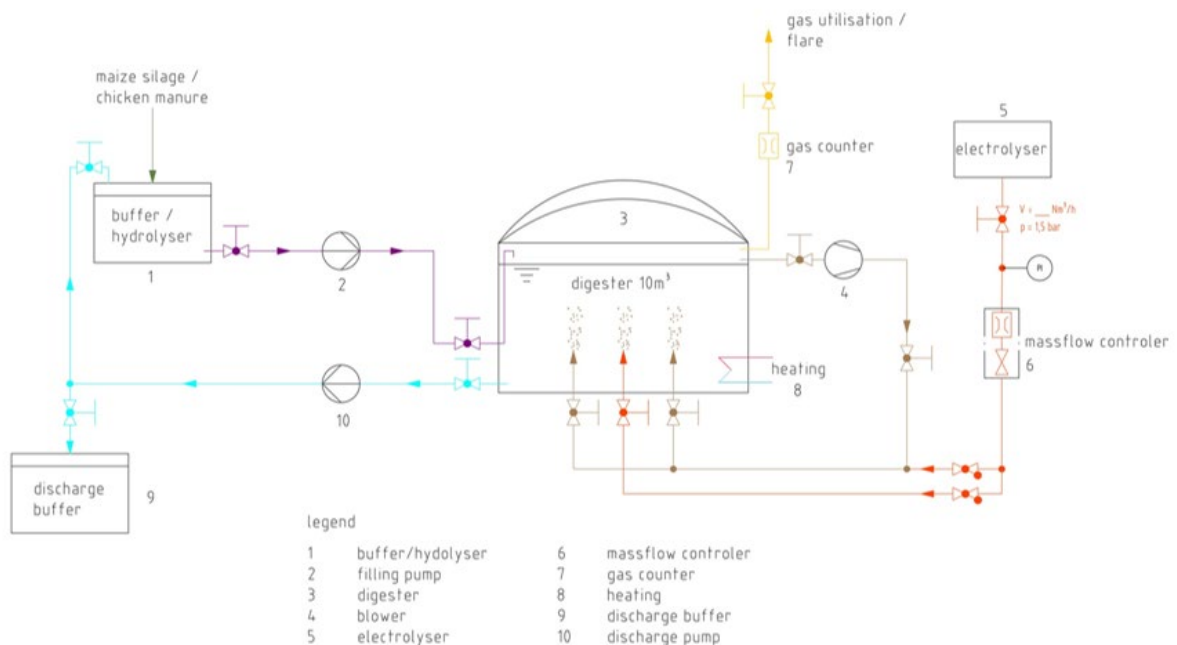 gas utilisation /
flare
maize silage /
chicken manure
5
electrolyser
gas counter
7
buffer /
hydrolyser
1
2
3
V = ___ Nm³/h
p = 1,5 bar
PI
digester 10m³
4
massflow controler
6
heating
8
10
discharge
buffer
9
legend
1 buffer/hydolyser
2 filling pump
3 digester
4 blower
5 electrolyser
6 massflow controler
7 gas counter
8 heating
9 discharge buffer
10 discharge pump